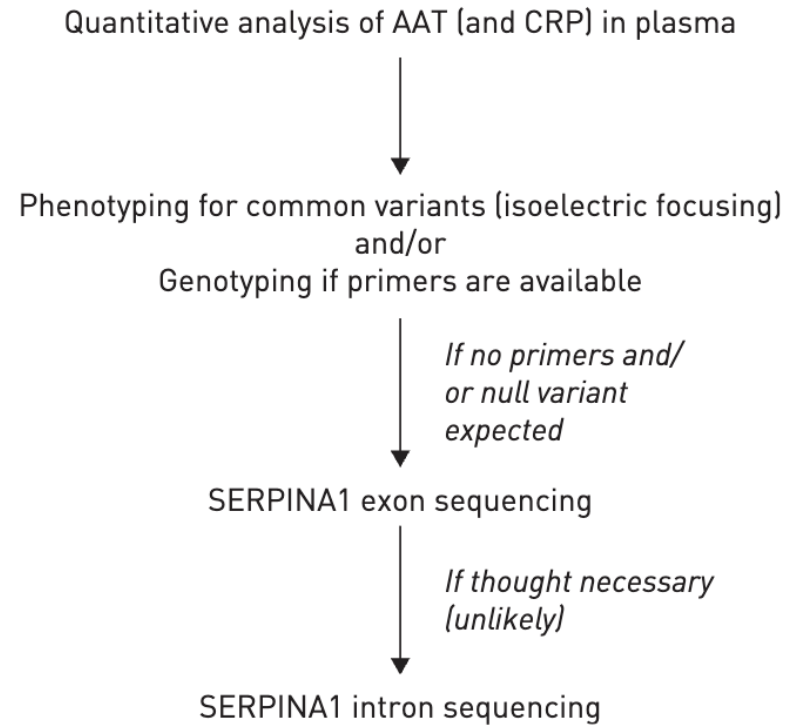 Quantitative analysis of AAT (and CRP) in plasma
Phenotyping for common variants (isoelectric focusing)
and/or
Genotyping if primers are available
If no primers and/
or null variant
expected
SERPINA1 exon sequencing
If thought necessary
(unlikely)
SERPINA1 intron sequencing